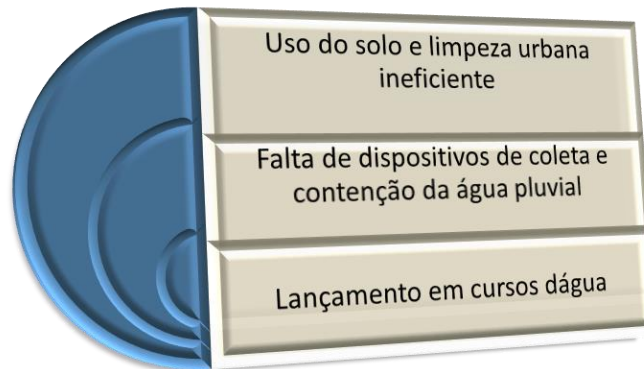 Uso do solo e limpeza urbana
ineficiente
Falta de dispositivos de coleta e
contenção da água pluvial
Lançamento em cursos dágua